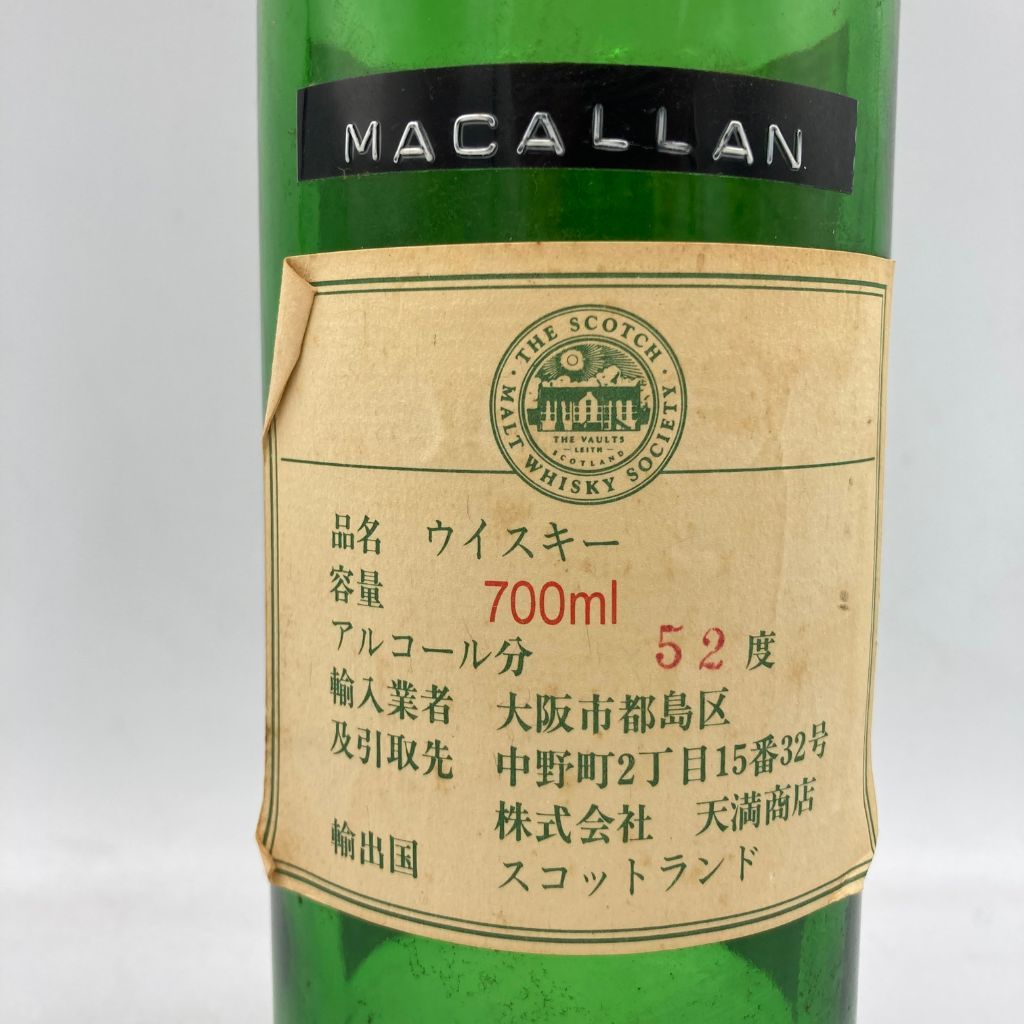 MACALLAN
THE SCOTCH MALT WHISKY SOCIETY
THE VAULTS
LEITH
SCOTLAND
品名 ウイスキー
容量 700ml
アルコール分 52度
輸入業者 大阪市都島区
及引取先 中野町2丁目15番32号
株式会社 天満商店
輸出国 スコットランド